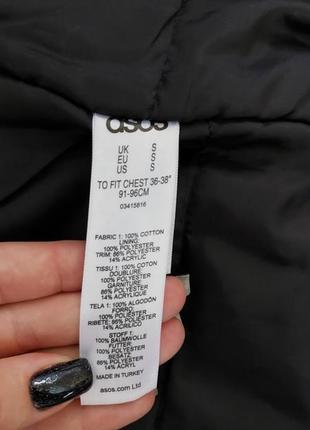 asos
UK S
EU S
US S
TO FIT CHEST 36-38"
91-96CM
03415816
FABRIC 1: 100% COTTON
LINING:
100% POLYESTER
TRIM: 86% POLYESTER
14% ACRYLIC
TISSU 1: 100% COTON
DOUBLURE:
100% POLYESTER
GARNITURE:
86% POLYESTER
14% ACRYLIQUE
TELA 1: 100% ALGODÓN
FORRO:
100% POLIÉSTER
RIBETE: 86% POLIÉSTER
14% ACRÍLICO
STOFF 1:
100% BAUMWOLLE
FUTTER:
100% POLYESTER
BESATZ:
86% POLYESTER
14% ACRYL
MADE IN TURKEY
asos.com Ltd